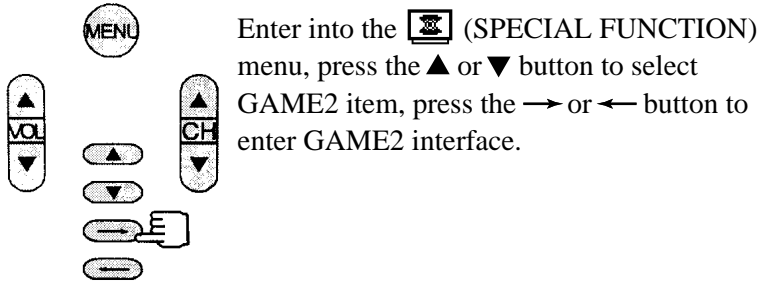 MENU
VOL
CH
Enter into the (SPECIAL FUNCTION)
menu, press the ▲ or ▼ button to select
GAME2 item, press the → or ← button to
enter GAME2 interface.